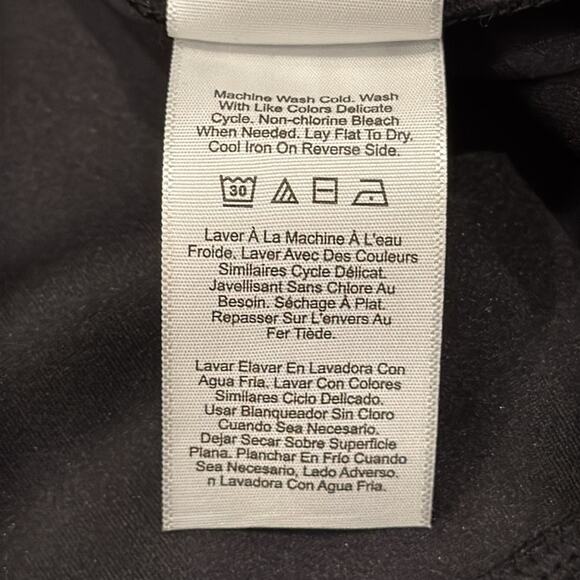 Machine Wash Cold. Wash
With Like Colors Delicate
Cycle. Non-chlorine Bleach
When Needed. Lay Flat To Dry.
Cool Iron On Reverse Side.
30
Laver À La Machine À L'eau
Froide. Laver Avec Des Couleurs
Similaires Cycle Délicat.
Javellisant Sans Chlore Au
Besoin. Séchage À Plat.
Repasser Sur L'envers Au
Fer Tiède.
Lavar Elavar En Lavadora Con
Agua Fria. Lavar Con Colores
Similares Ciclo Delicado.
Usar Blanqueador Sin Cloro
Cuando Sea Necesario.
Dejar Secar Sobre Superficie
Plana. Planchar En Frío Cuando
Sea Necesario, Lado Adverso.
n Lavadora Con Agua Fria.